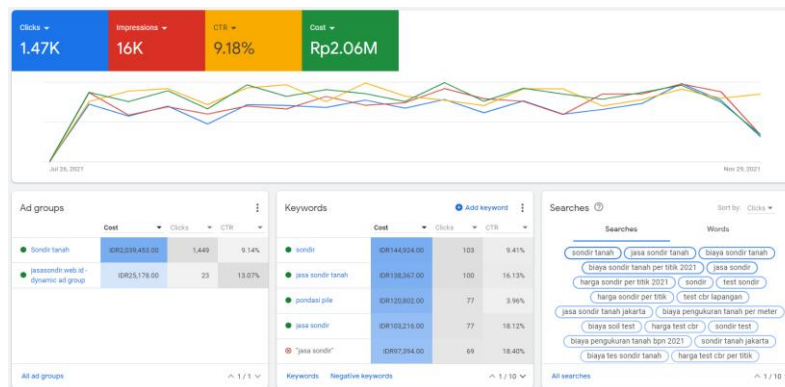 Clicks
1.47K
Impressions
16K
CTR
9.18%
Cost
Rp2.06M
Jul 26, 2021
Nov 29, 2021
Ad groups
Cost Clicks CTR
Sondir tanah IDR2,039,453.00 1,449 9.14%
jasasondir.web.id - dynamic ad group IDR25,178.00 23 13.07%
All ad groups
1 / 1
Keywords
Add keyword
Cost Clicks CTR
sondir IDR144,924.00 103 9.41%
jasa sondir tanah IDR138,367.00 100 16.13%
pondasi pile IDR120,802.00 77 3.96%
jasa sondir IDR103,216.00 77 18.12%
"jasa sondir" IDR97,394.00 69 18.40%
Keywords Negative keywords
1 / 10
Searches
Sort by: Clicks
Searches Words
sondir tanah jasa sondir tanah biaya sondir tanah
biaya sondir tanah per titik 2021 jasa sondir
harga sondir per titik 2021 sondir test sondir
harga sondir per titik test cbr lapangan
jasa sondir tanah jakarta biaya pengukuran tanah per meter
biaya soil test harga test cbr sondir test
biaya pengukuran tanah bpn 2021 sondir tanah jakarta
biaya tes sondir tanah harga test cbr per titik
All searches
1 / 10